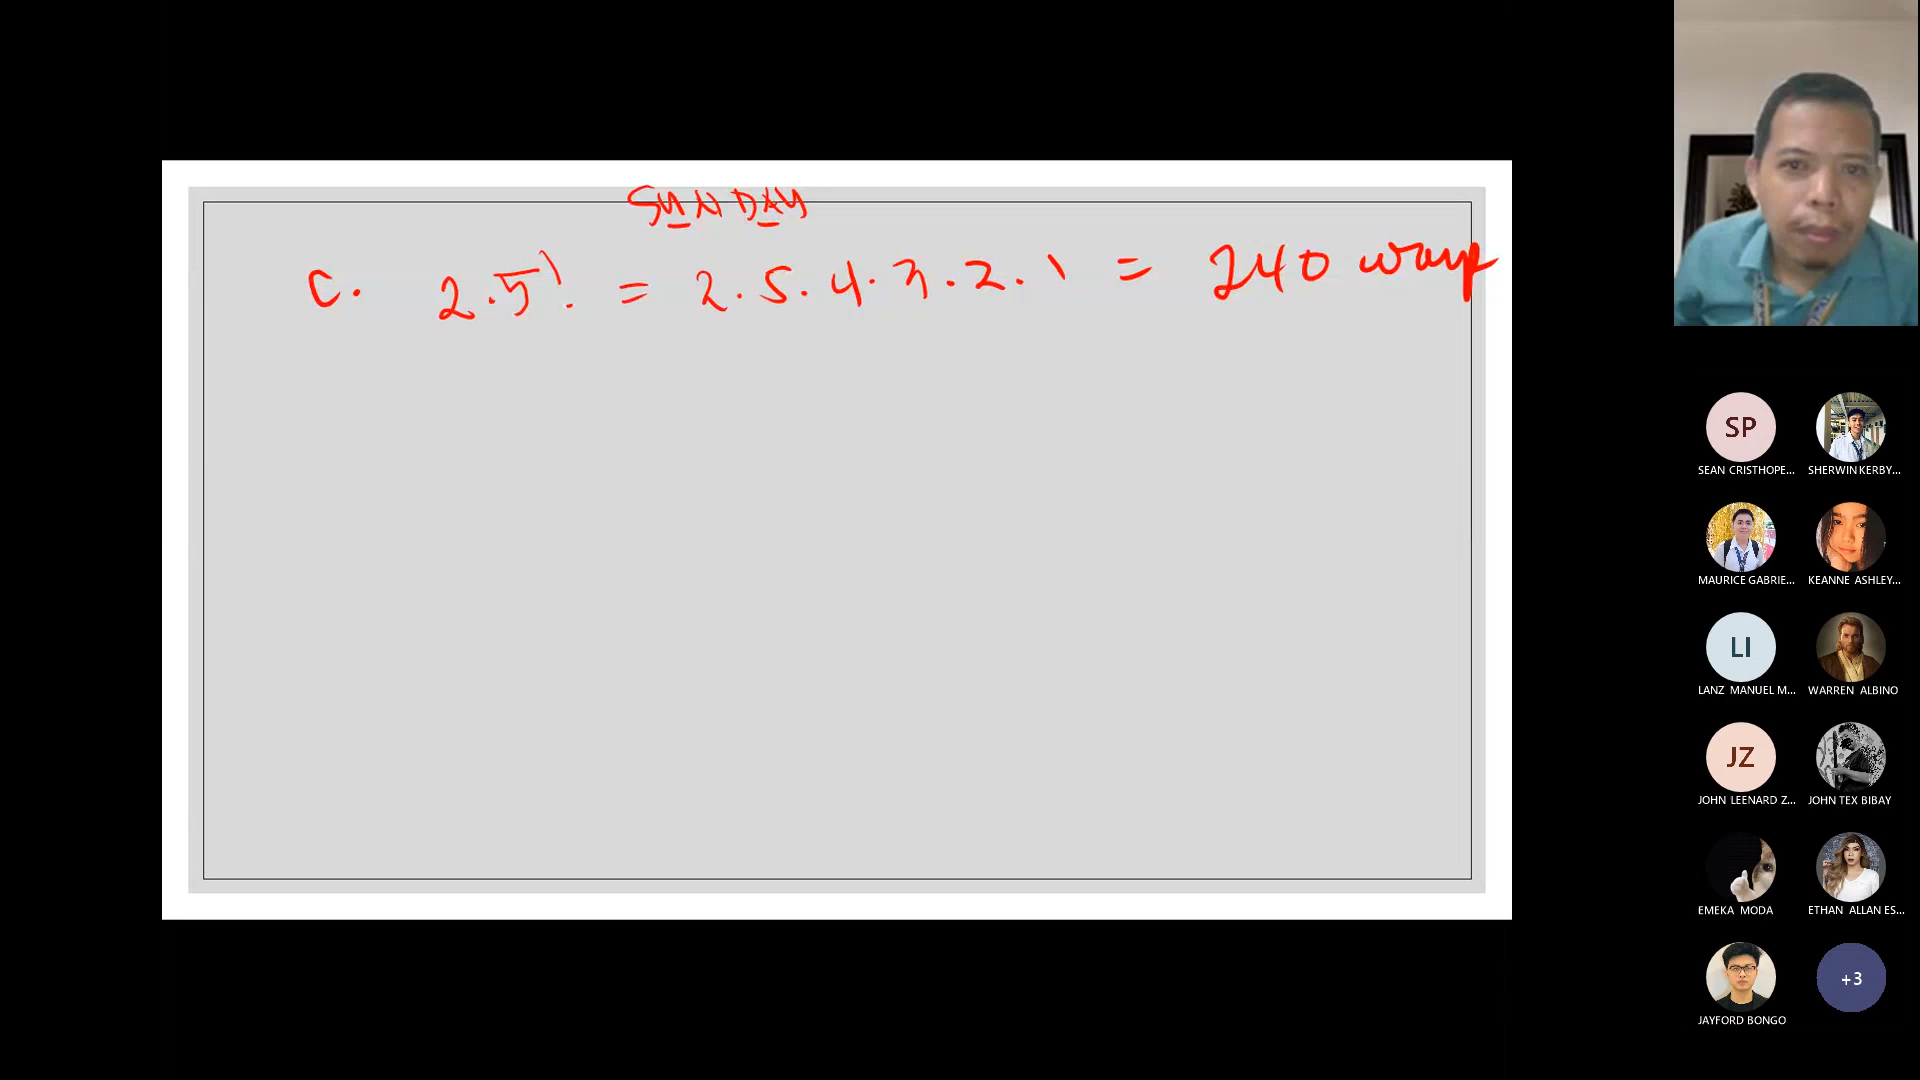 SUNDAY
C. 2·5! = 2·5·4·3·2·1 = 240 ways
SP
SEAN CRISTHOPE... SHERWIN KERBY...
MAURICE GABRIE... KEANNE ASHLEY...
LI
LANZ MANUEL M... WARREN ALBINO
JZ
JOHN LEENARD Z... JOHN TEX BIBAY
EMEKA MODA ETHAN ALLAN ES...
+3
JAYFORD BONGO